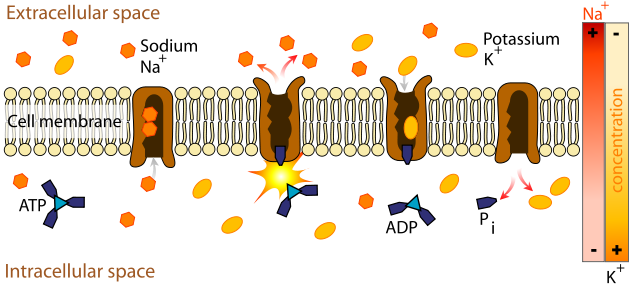 Extracellular space
Sodium
Na+
Potassium
K+
Na+
+
-
Cell membrane
concentration
ATP
ADP
Pi
-
+
Intracellular space
K+